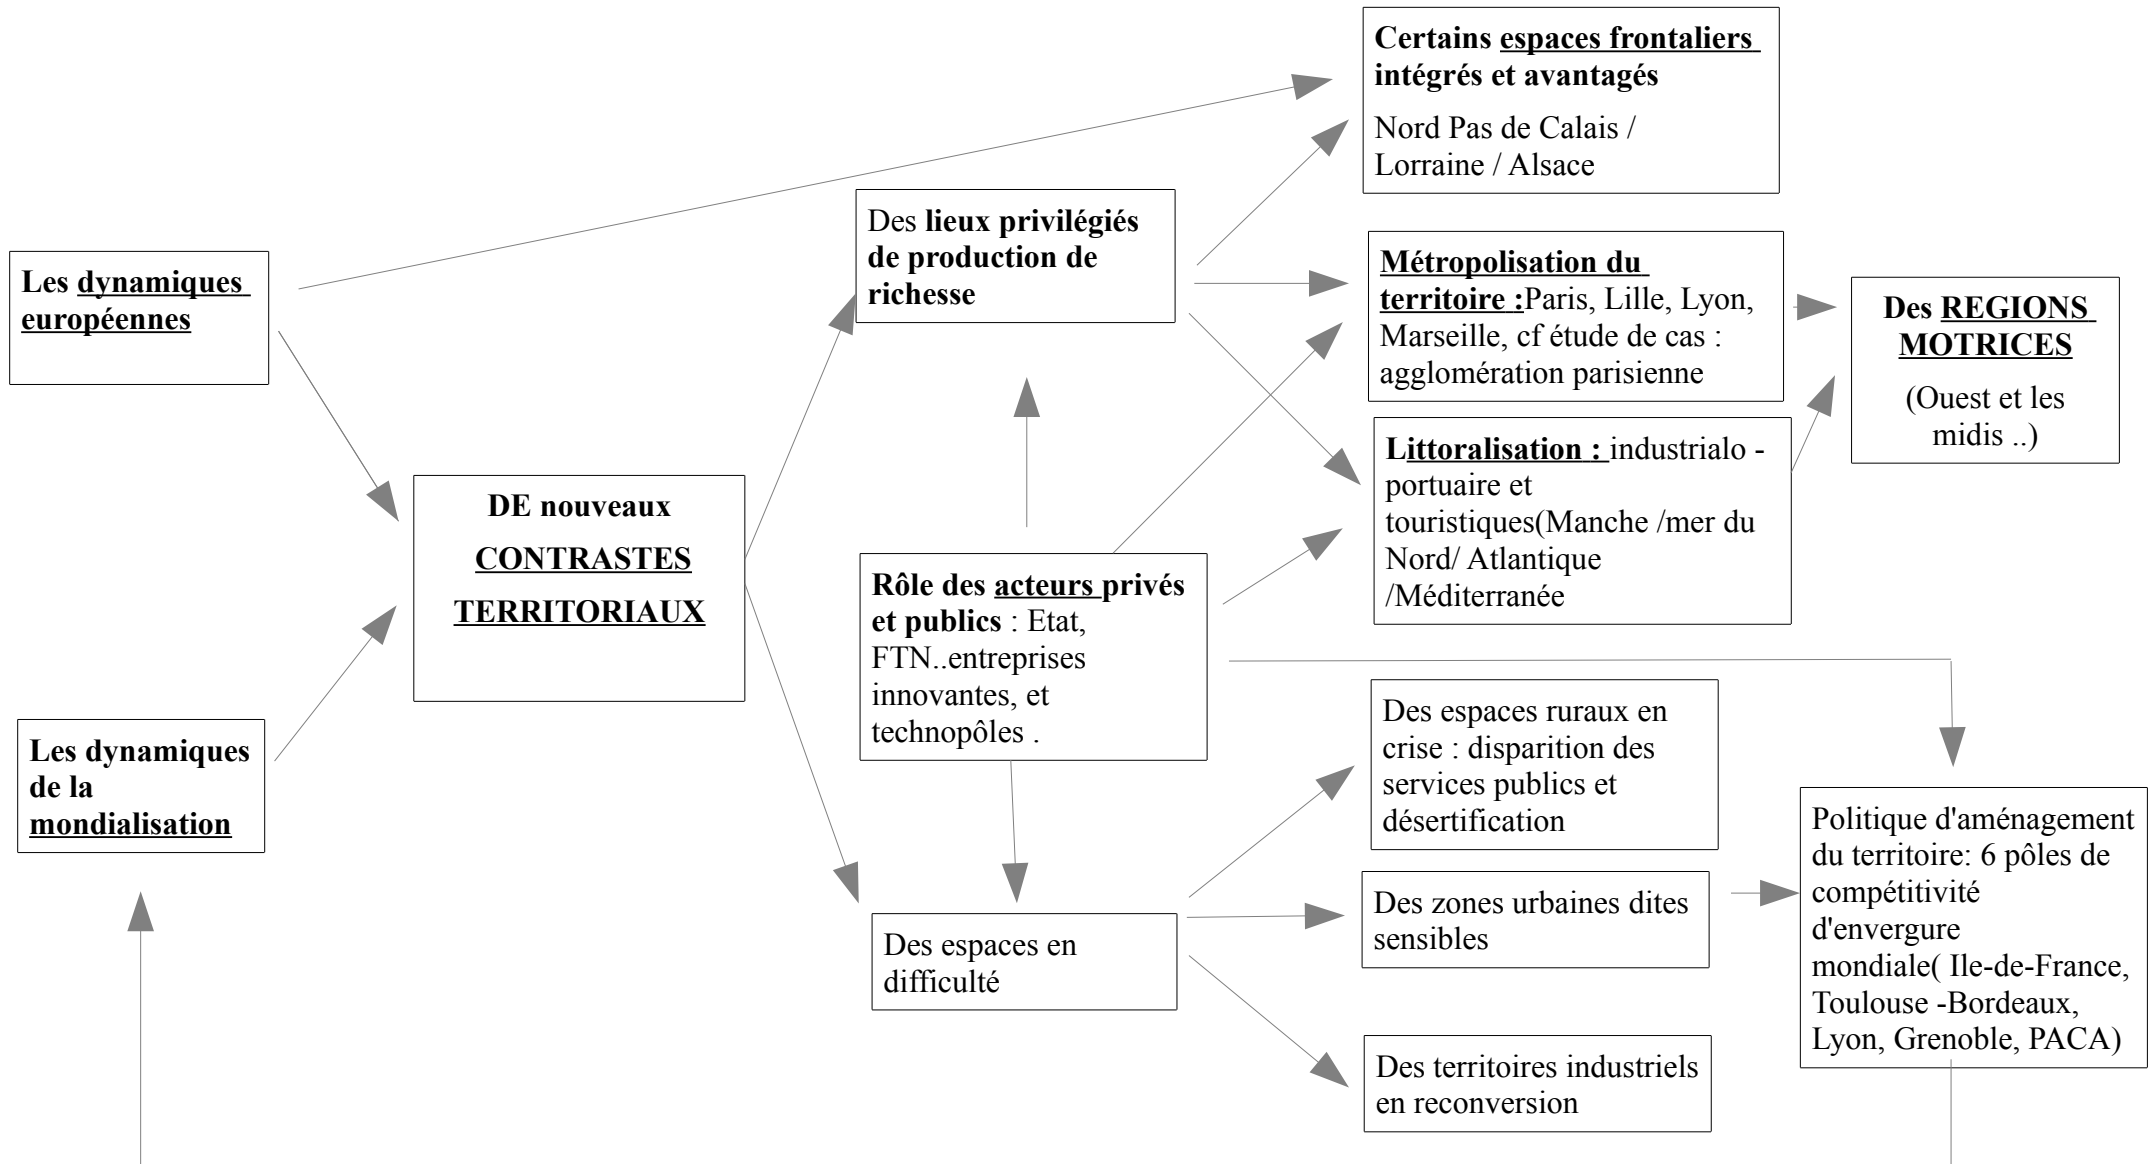 Certains espaces frontaliers
intégrés et avantagés
Nord Pas de Calais /
Lorraine / Alsace
Des lieux privilégiés
de production de
richesse
Les dynamiques
européennes
Métropolisation du
territoire :Paris, Lille, Lyon,
Marseille, cf étude de cas :
agglomération parisienne
Des REGIONS
MOTRICES
(Ouest et les
midis ..)
Littoralisation : industrialo -
portuaire et
touristiques(Manche /mer du
Nord/ Atlantique
/Méditerranée
DE nouveaux
CONTRASTES
TERRITORIAUX
Rôle des acteurs privés
et publics : Etat,
FTN..entreprises
innovantes, et
technopôles .
Les dynamiques
de la
mondialisation
Des espaces ruraux en
crise : disparition des
services publics et
désertification
Politique d'aménagement
du territoire: 6 pôles de
compétitivité
d'envergure
mondiale( Ile-de-France,
Toulouse -Bordeaux,
Lyon, Grenoble, PACA)
Des zones urbaines dites
sensibles
Des espaces en
difficulté
Des territoires industriels
en reconversion